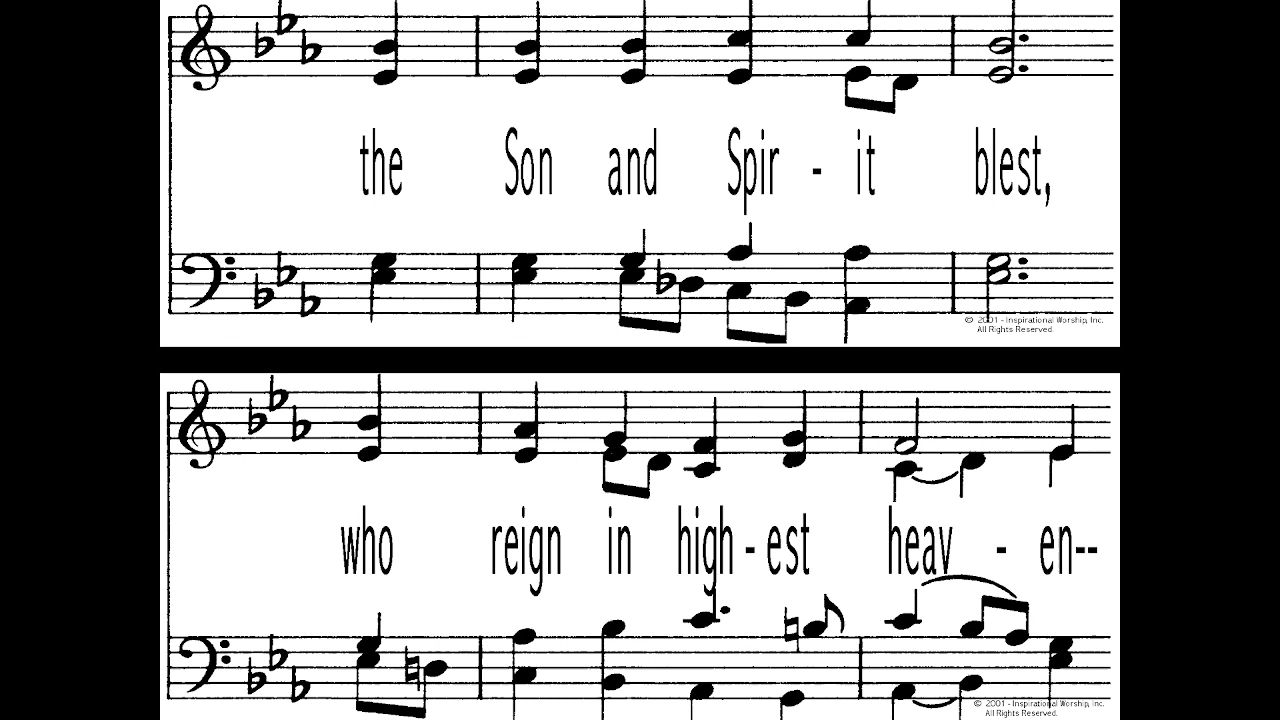 the Son and Spir - it blest,
© 2001 - Inspirational Worship, Inc.
All Rights Reserved.
who reign in high - est heav - en--
© 2001 - Inspirational Worship, Inc.
All Rights Reserved.